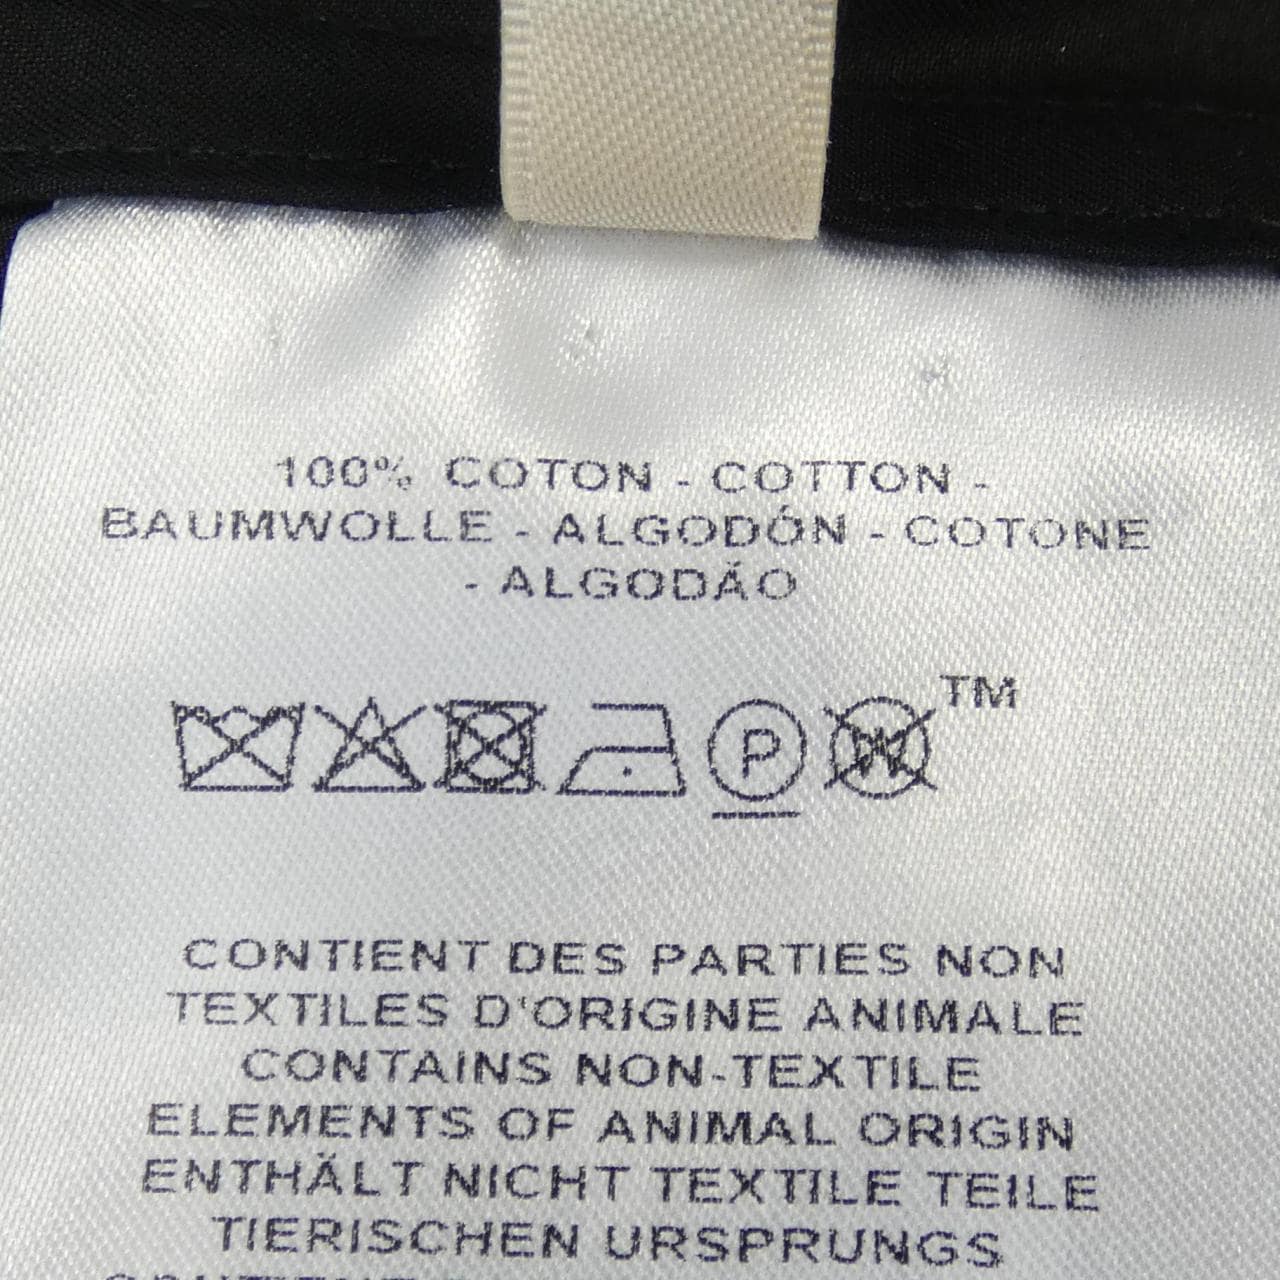 100% COTON - COTTON -
BAUMWOLLE - ALGODÓN - COTONE
- ALGODÃO
P W TM
CONTIENT DES PARTIES NON
TEXTILES D'ORIGINE ANIMALE
CONTAINS NON-TEXTILE
ELEMENTS OF ANIMAL ORIGIN
ENTHÄLT NICHT TEXTILE TEILE
TIERISCHEN URSPRUNGS